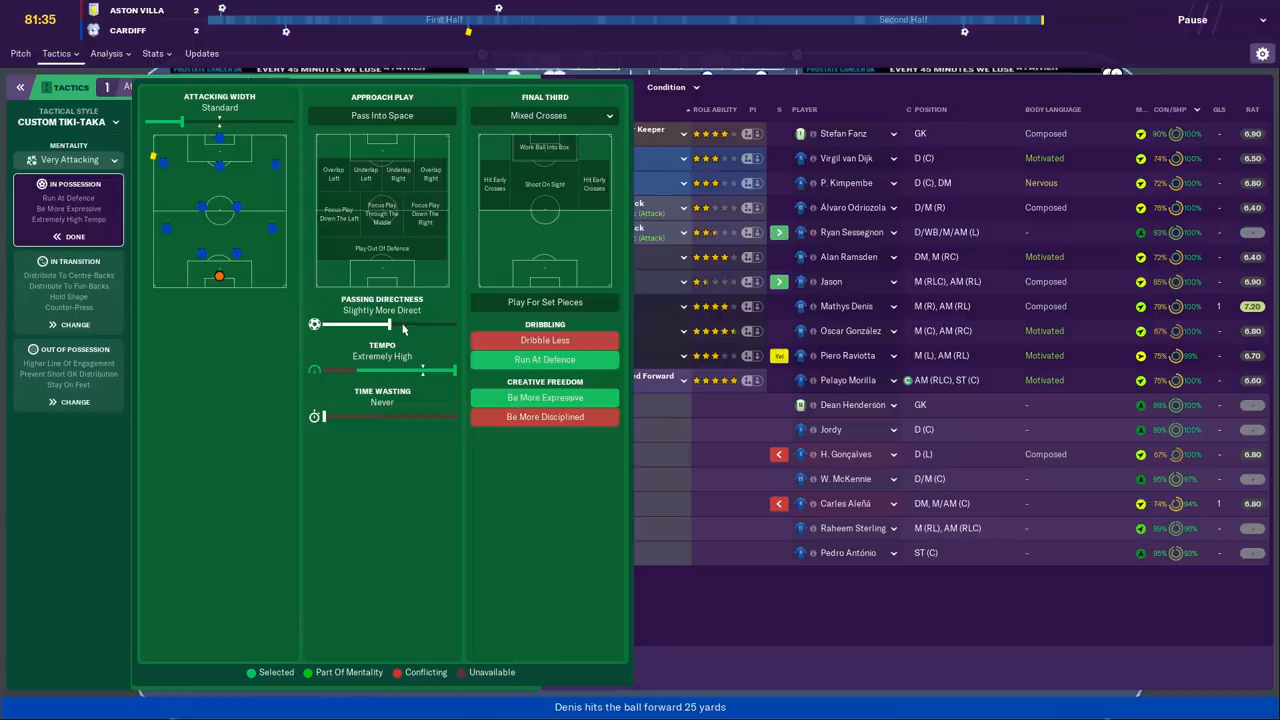 81:35
ASTON VILLA 2
CARDIFF 2
First Half
Second Half
Pause
Pitch
Tactics
Analysis
Stats
Updates
EVERY 45 MINUTES WE LOSE
TACTICS
1
TACTICAL STYLE
CUSTOM TIKI-TAKA
MENTALITY
Very Attacking
IN POSSESSION
Run At Defence
Be More Expressive
Extremely High Tempo
DONE
IN TRANSITION
Distribute To Centre-Backs
Distribute To Full-Backs
Hold Shape
Counter-Press
CHANGE
OUT OF POSSESSION
Higher Line Of Engagement
Prevent Short GK Distribution
Stay On Feet
CHANGE
ATTACKING WIDTH
Standard
APPROACH PLAY
Pass Into Space
Overlap Left
Underlap Left
Underlap Right
Overlap Right
Focus Play Down The Left
Focus Play Through The Middle
Focus Play Down The Right
Play Out Of Defence
PASSING DIRECTNESS
Slightly More Direct
TEMPO
Extremely High
TIME WASTING
Never
FINAL THIRD
Mixed Crosses
Work Ball Into Box
Hit Early Crosses
Shoot On Sight
Hit Early Crosses
Play For Set Pieces
DRIBBLING
Dribble Less
Run At Defence
CREATIVE FREEDOM
Be More Expressive
Be More Disciplined
Selected
Part Of Mentality
Conflicting
Unavailable
Condition
ROLE ABILITY PI S PLAYER C POSITION BODY LANGUAGE M... CON/SHP GLS RAT
Keeper Stefan Fanz GK Composed 90% 100% - 6.90
Virgil van Dijk D (C) Motivated 74% 100% - 6.50
P. Kimpembe D (C), DM Nervous 72% 100% - 6.80
(Attack) Álvaro Odriozola D/M (R) Composed 76% 100% - 6.40
(Attack) Ryan Sessegnon D/WB/M/AM (L) - 93% 100% - -
Alan Ramsden DM, M (RC) Motivated 72% 100% - 6.40
Jason M (RLC), AM (RL) Composed 100% - 6.90
Mathys Denis M (R), AM (RL) Composed 79% 100% 1 7.20
Oscar González M (C), AM (RC) Motivated 67% 100% - 6.80
Yel Piero Raviotta M (L), AM (RL) Motivated 75% 99% - 6.70
ed Forward Pelayo Morilla C AM (RLC), ST (C) Motivated 75% 100% - 6.60
Dean Henderson GK - 100% - -
Jordy D (C) - 100% - -
H. Gonçalves D (L) Composed 67% 100% - 6.80
W. McKennie D/M (C) - 95% 97% - -
Carles Aleñá DM, M/AM (C) - 74% 94% 1 6.80
Raheem Sterling M (RL), AM (RLC) - 99% 96% - -
Pedro António ST (C) - 95% 93% - -
Denis hits the ball forward 25 yards